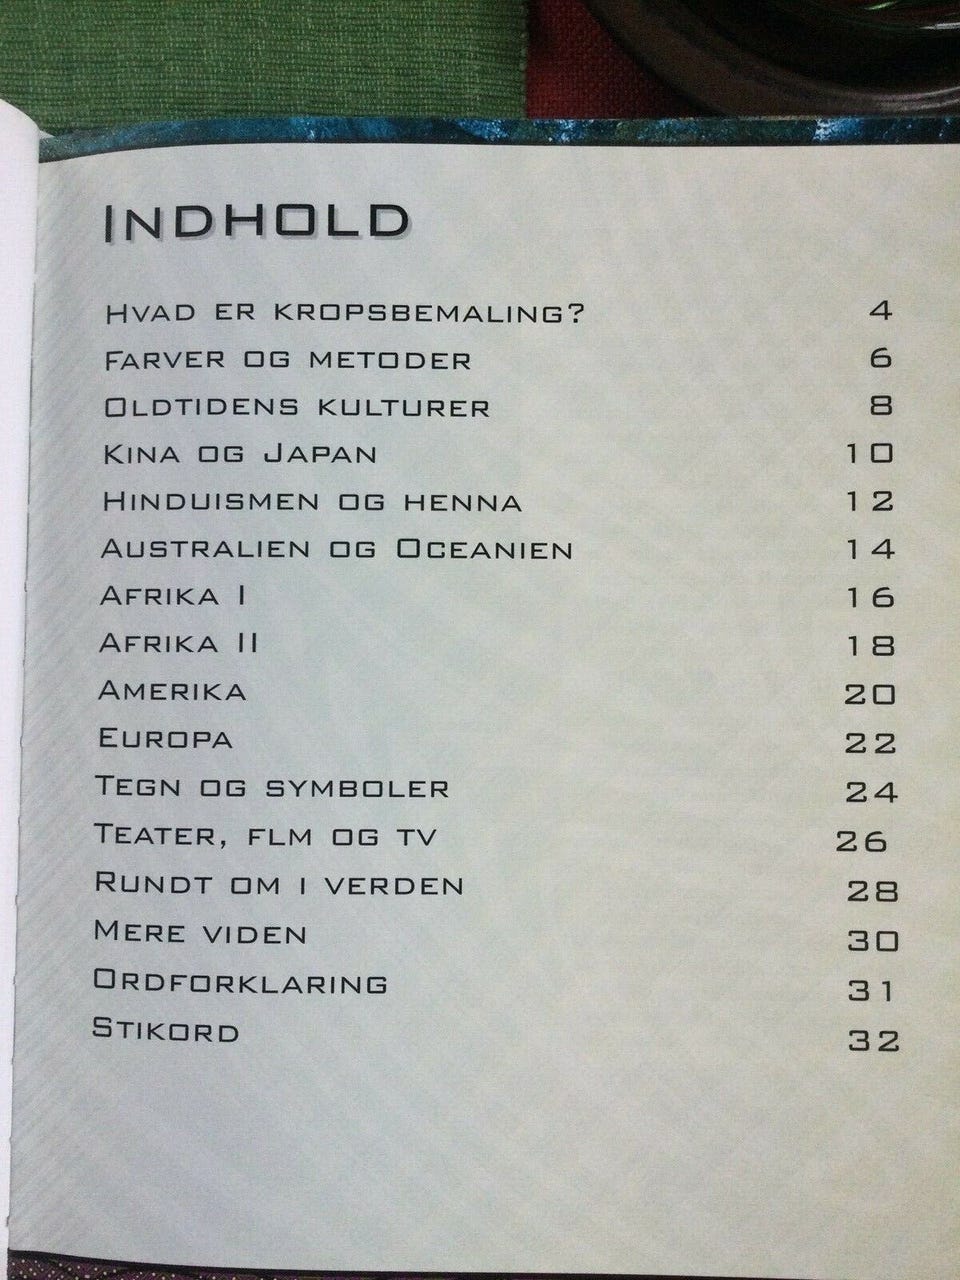 INDHOLD
HVAD ER KROPSBEMALING? 4
FARVER OG METODER 6
OLDTIDENS KULTURER 8
KINA OG JAPAN 10
HINDUISMEN OG HENNA 12
AUSTRALIEN OG OCEANIEN 14
AFRIKA I 16
AFRIKA II 18
AMERIKA 20
EUROPA 22
TEGN OG SYMBOLER 24
TEATER, FLM OG TV 26
RUNDT OM I VERDEN 28
MERE VIDEN 30
ORDFORKLARING 31
STIKORD 32